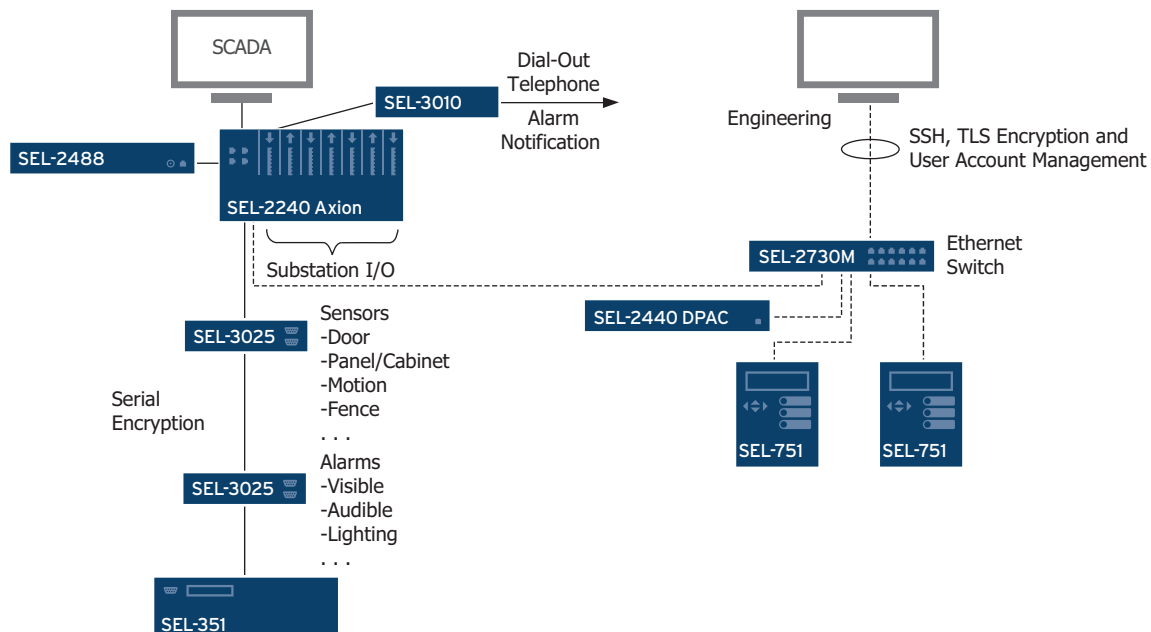 SCADA
SEL-3010
Dial-Out
Telephone
Alarm
Notification
SEL-2488
SEL-2240 Axion
Substation I/O
Engineering
SSH, TLS Encryption and
User Account Management
SEL-2730M
Ethernet
Switch
SEL-2440 DPAC
SEL-751
SEL-751
SEL-3025
Sensors
-Door
-Panel/Cabinet
-Motion
-Fence
. . .
Serial
Encryption
SEL-3025
Alarms
-Visible
-Audible
-Lighting
. . .
SEL-351